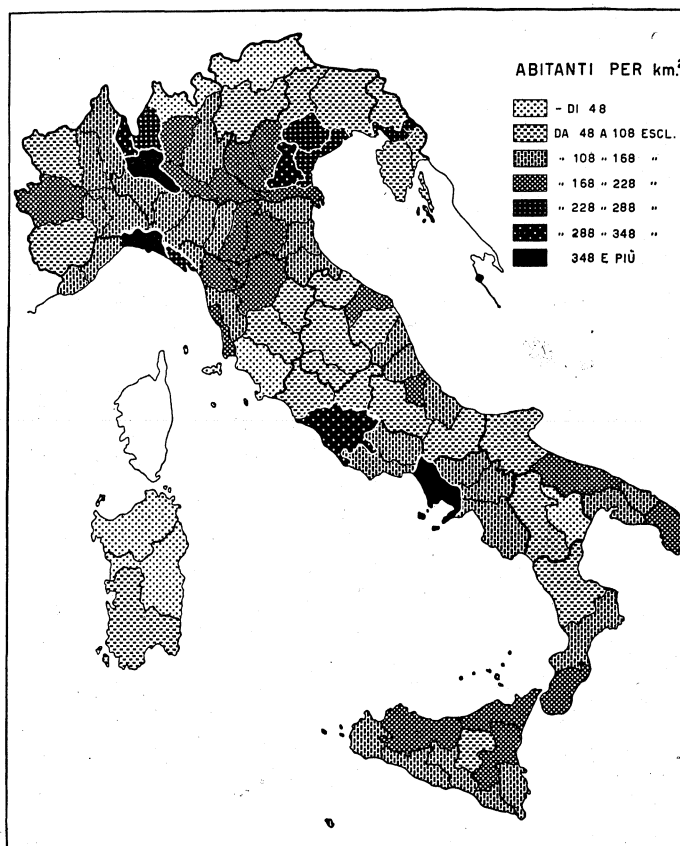 ABITANTI PER km.²
- DI 48
DA 48 A 108 ESCL.
" 108 " 168 "
" 168 " 228 "
" 228 " 288 "
" 288 " 348 "
348 E PIÙ